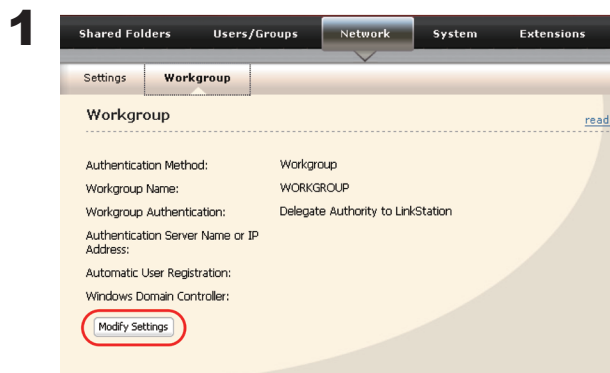 1
Shared Folders Users/Groups Network System Extensions
Settings Workgroup
Workgroup
read
Authentication Method: Workgroup
Workgroup Name: WORKGROUP
Workgroup Authentication: Delegate Authority to LinkStation
Authentication Server Name or IP
Address:
Automatic User Registration:
Windows Domain Controller:
Modify Settings